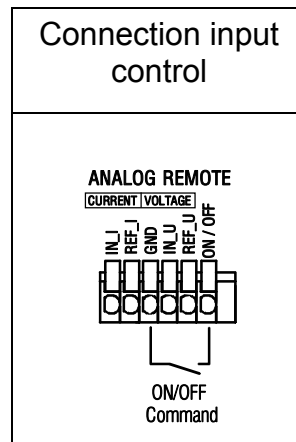 Connection input
control
ANALOG REMOTE
CURRENT VOLTAGE
IN_I
REF_I
GND
IN_U
REF_U
ON / OFF
ON/OFF
Command